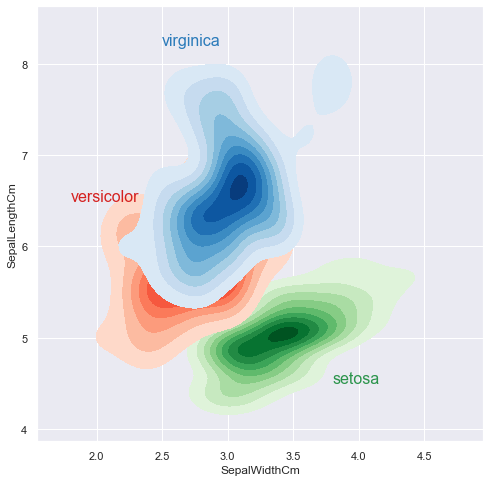 virginica
8
7
versicolor
SepalLengthCm
6
5
setosa
4
2.0 2.5 3.0 3.5 4.0 4.5
SepalWidthCm